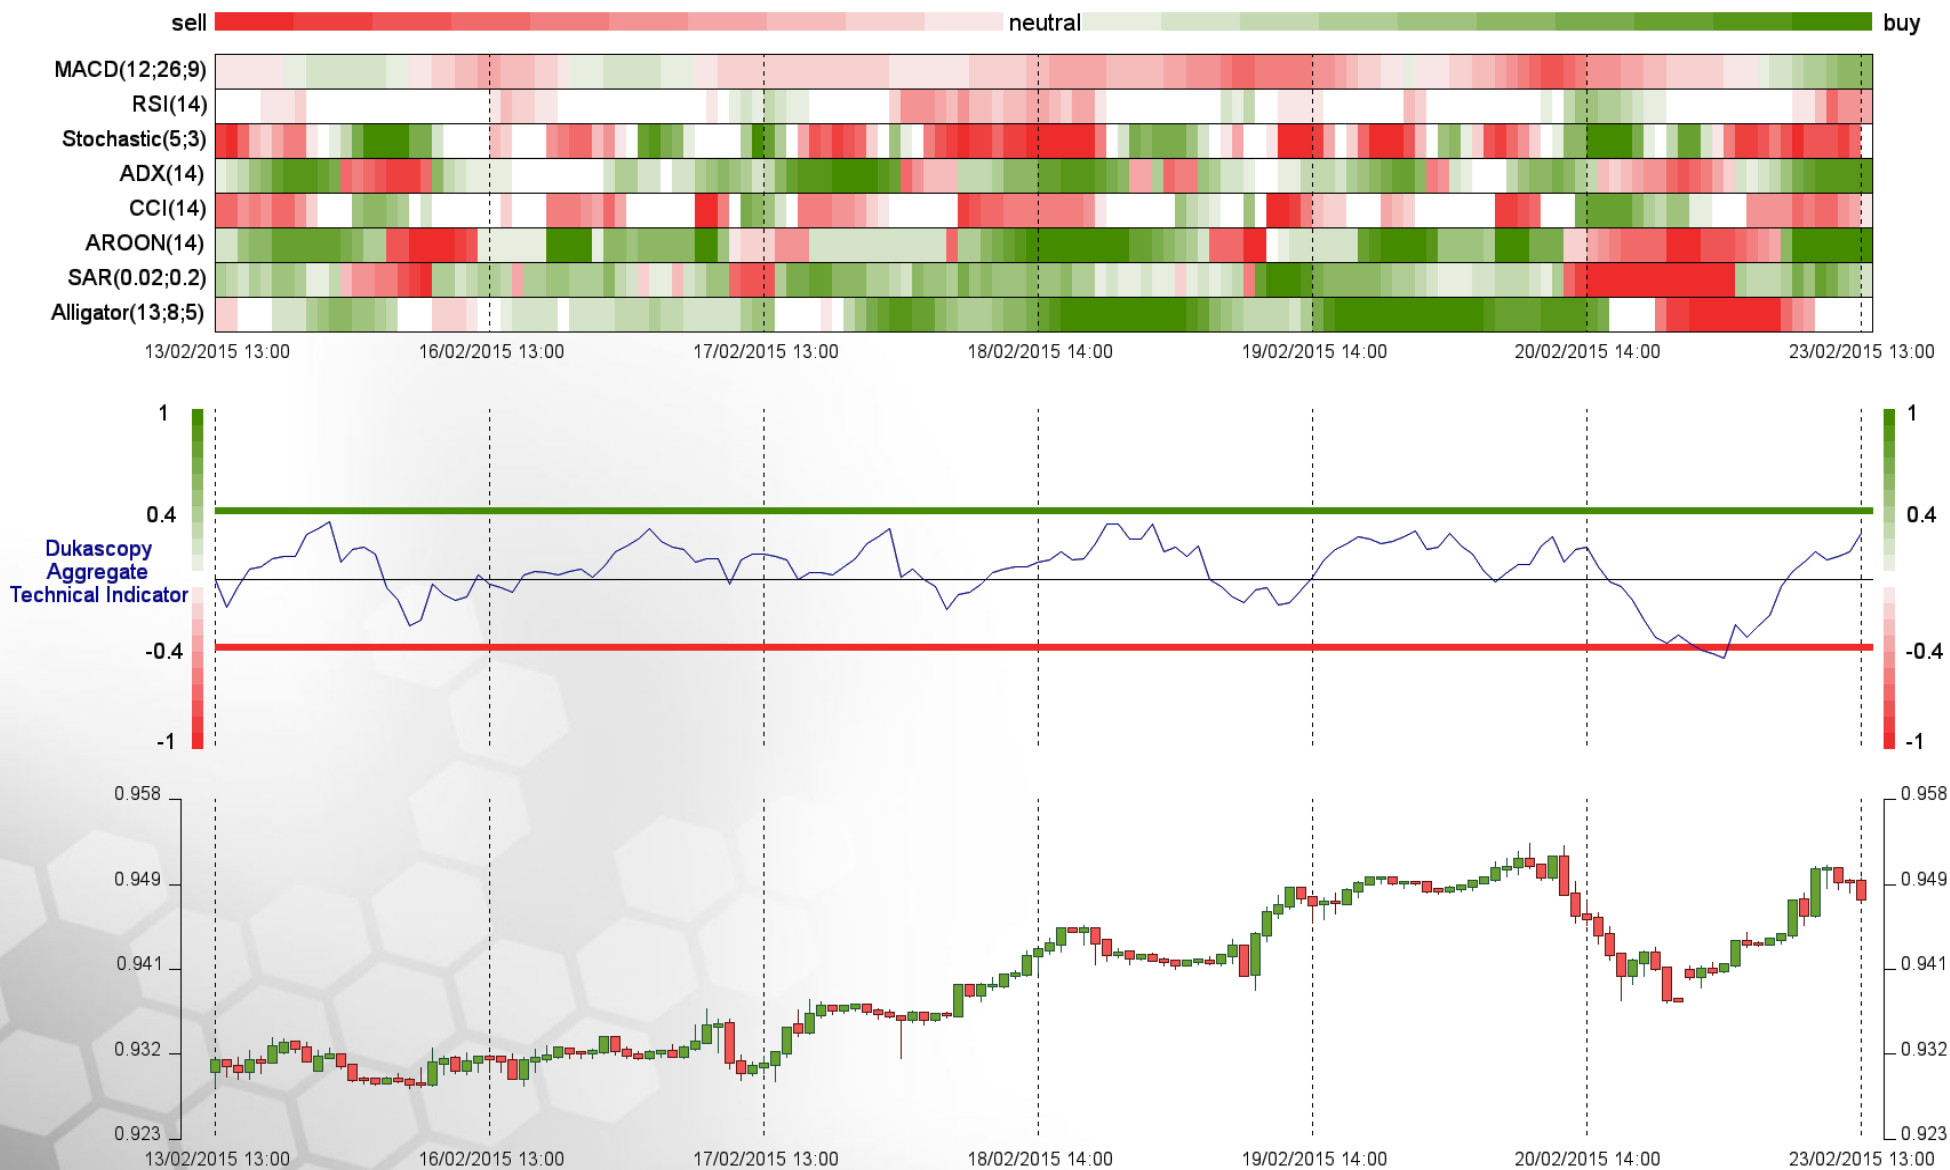 sell neutral buy
MACD(12;26;9)
RSI(14)
Stochastic(5;3)
ADX(14)
CCI(14)
AROON(14)
SAR(0.02;0.2)
Alligator(13;8;5)
13/02/2015 13:00 16/02/2015 13:00 17/02/2015 13:00 18/02/2015 14:00 19/02/2015 14:00 20/02/2015 14:00 23/02/2015 13:00
1 1
0.4 0.4
Dukascopy
Aggregate
Technical Indicator
-0.4 -0.4
-1 -1
0.958 0.958
0.949 0.949
0.941 0.941
0.932 0.932
0.923 0.923
13/02/2015 13:00 16/02/2015 13:00 17/02/2015 13:00 18/02/2015 14:00 19/02/2015 14:00 20/02/2015 14:00 23/02/2015 13:00